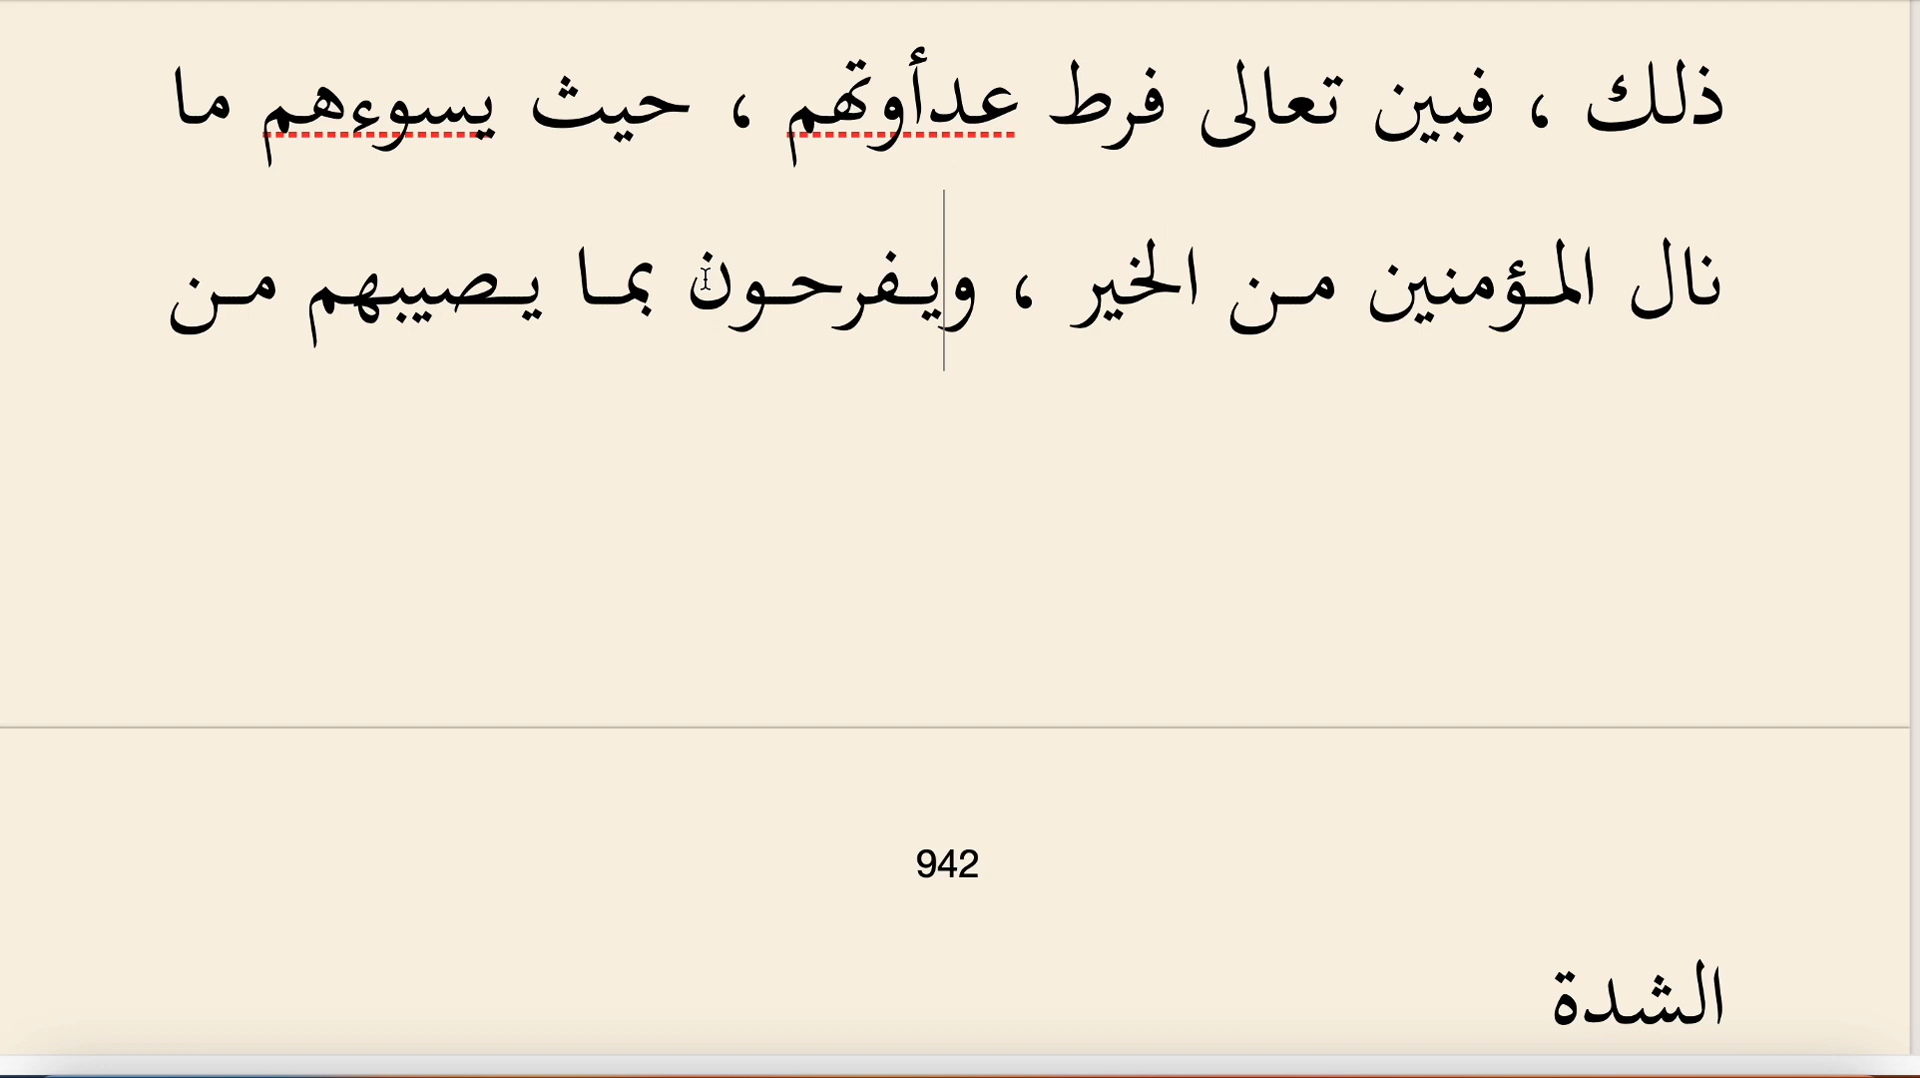 ذلك ، فبين تعالى فرط عدأوتهم ، حيث يسوءهم ما
نال المؤمنين من الخير ، ويفرحون بما يصيبهم من
942
الشدة